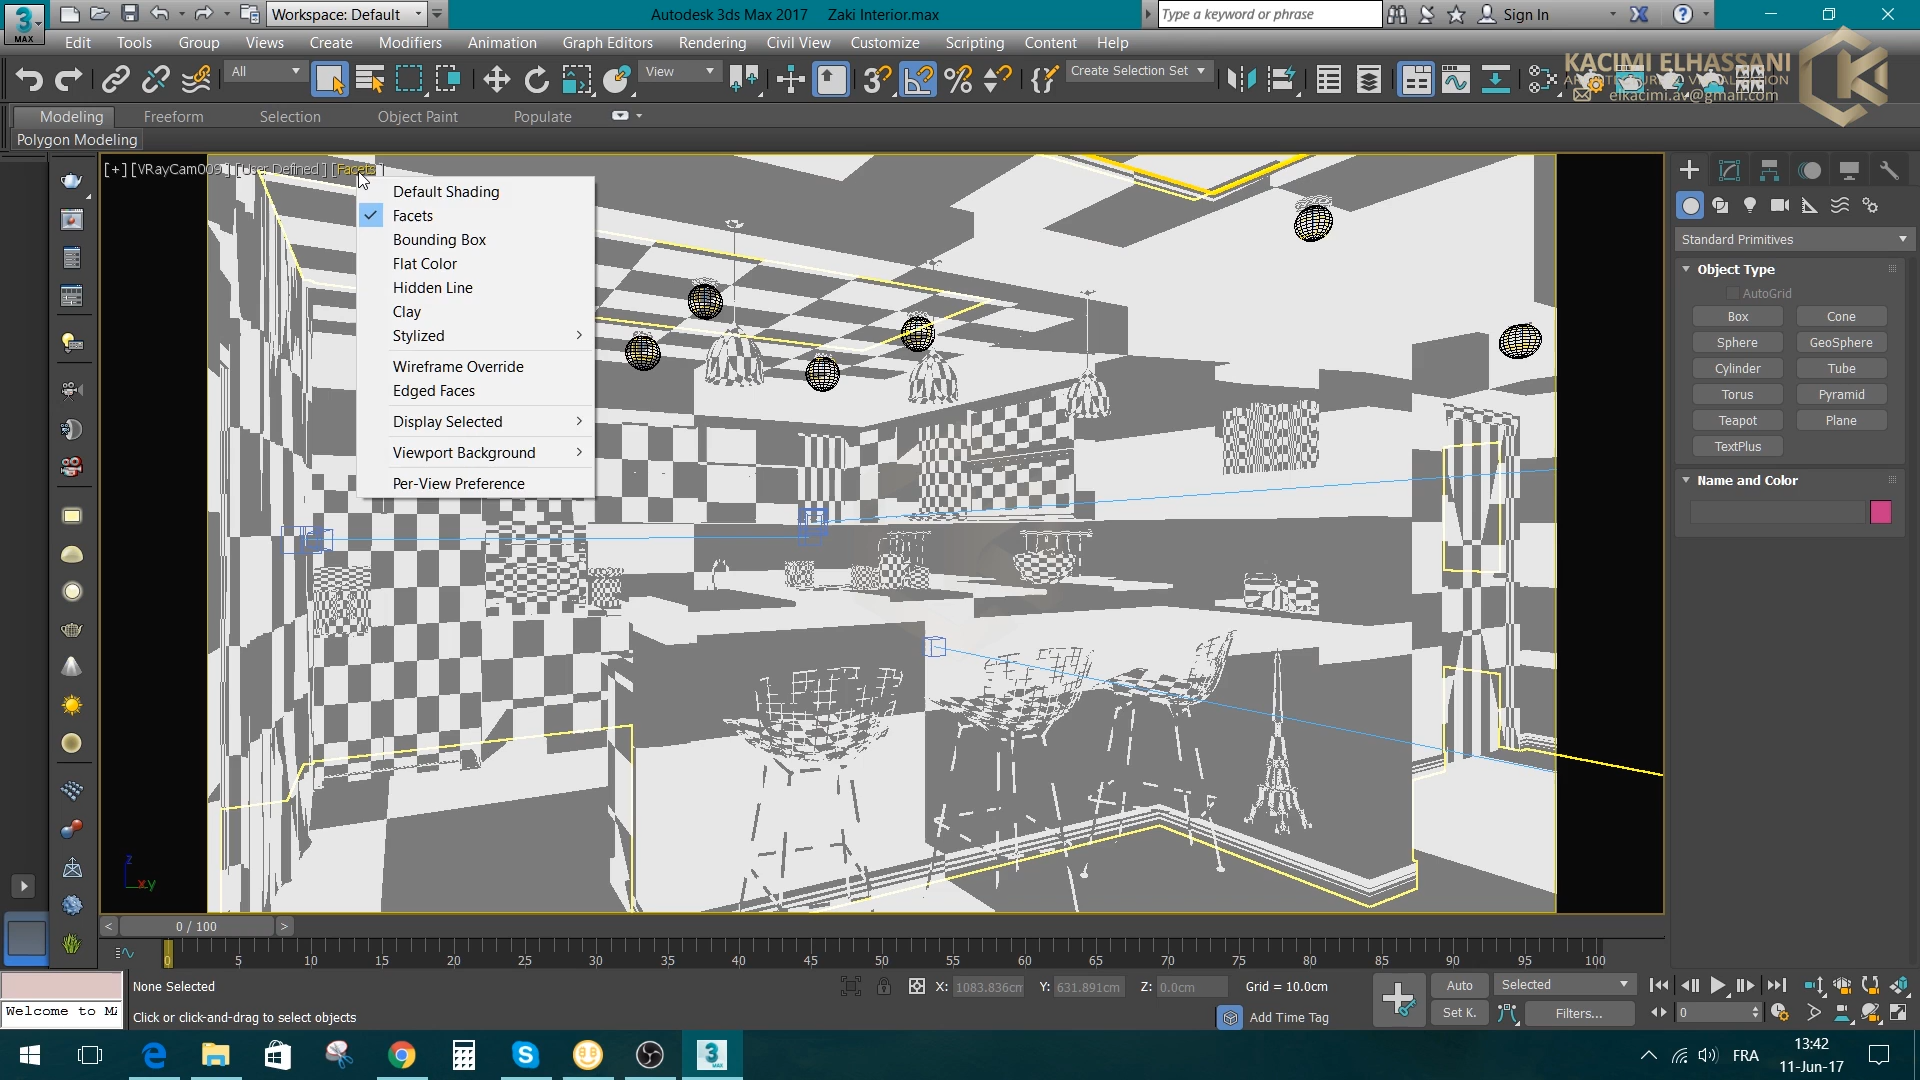 Workspace: Default
Autodesk 3ds Max 2017 Zaki Interior.max
Type a keyword or phrase
Sign In
3
MAX
Edit Tools Group Views Create Modifiers Animation Graph Editors Rendering Civil View Customize Scripting Content Help
All
View
Create Selection Set
KACIMI ELHASSANI
elkacimi.av@gmail.com
Modeling Freeform Selection Object Paint Populate
Polygon Modeling
[+] [VRayCam009] [User Defined] [Facets]
Default Shading
Facets
Bounding Box
Flat Color
Hidden Line
Clay
Stylized
Wireframe Override
Edged Faces
Display Selected
Viewport Background
Per-View Preference
Standard Primitives
Object Type
AutoGrid
Box Cone
Sphere GeoSphere
Cylinder Tube
Torus Pyramid
Teapot Plane
TextPlus
Name and Color
z
x y
< 0 / 100 >
0 5 10 15 20 25 30 35 40 45 50 55 60 65 70 75 80 85 90 95 100
None Selected
X: 1083.836cm Y: 631.891cm Z: 0.0cm Grid = 10.0cm
Auto Selected
Welcome to MA
Click or click-and-drag to select objects
Add Time Tag
Set K. Filters...
0
FRA
13:42
11-Jun-17